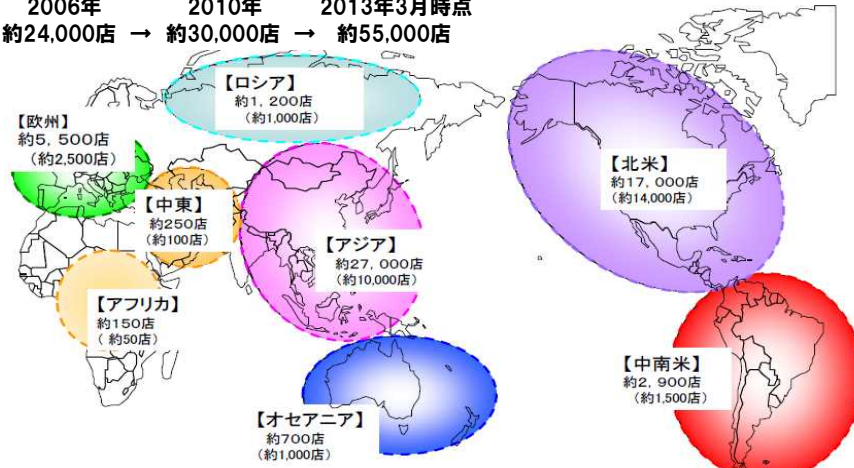 2006年 2010年 2013年3月時点
約24,000店 → 約30,000店 → 約55,000店
【ロシア】
約1,200店
(約1,000店)
【欧州】
約5,500店
(約2,500店)
【中東】
約250店
(約100店)
【アジア】
約27,000店
(約10,000店)
【北米】
約17,000店
(約14,000店)
【アフリカ】
約150店
( 約50店)
【オセアニア】
約700店
(約1,000店)
【中南米】
約2,900店
(約1,500店)